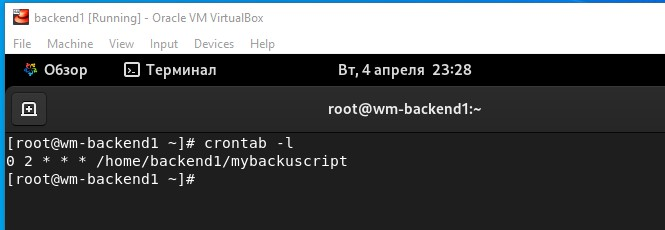 backend1 [Running] - Oracle VM VirtualBox
File Machine View Input Devices Help
Обзор Терминал Вт, 4 апреля 23:28
root@wm-backend1:~
[root@wm-backend1 ~]# crontab -l
0 2 * * * /home/backend1/mybackuscript
[root@wm-backend1 ~]#